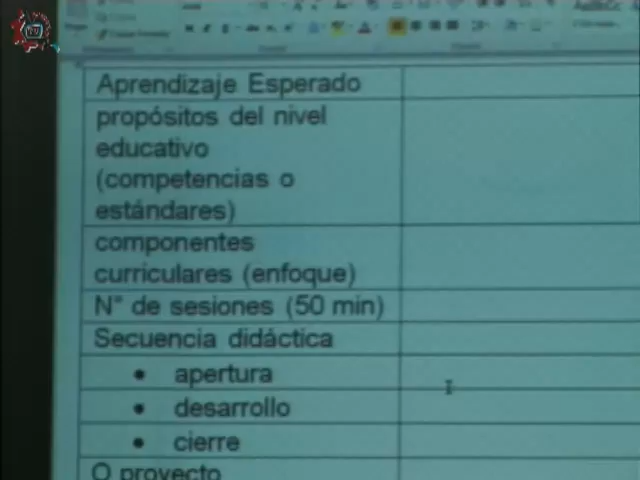 Aprendizaje Esperado
propósitos del nivel
educativo
(competencias o
estándares)
componentes
curriculares (enfoque)
N° de sesiones (50 min)
Secuencia didáctica
• apertura
• desarrollo
• cierre
O proyecto